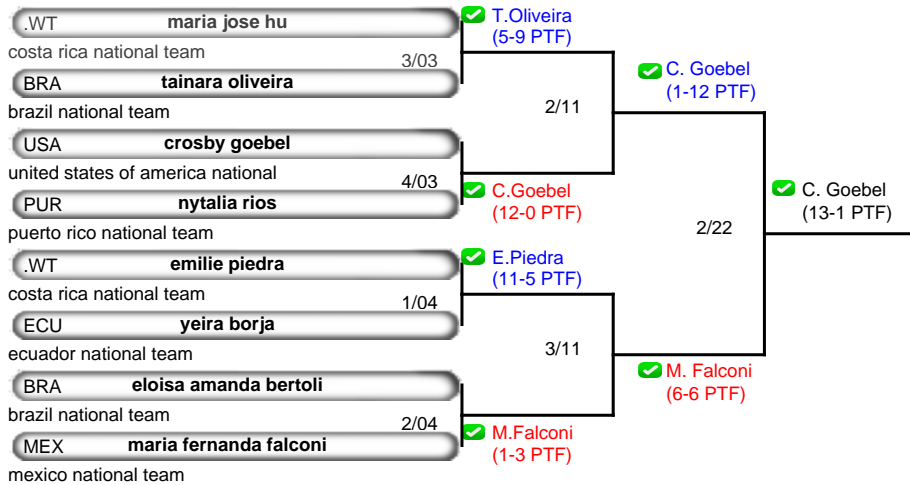 .WT maria jose hu
costa rica national team
3/03
BRA tainara oliveira
brazil national team
USA crosby goebel
united states of america national
4/03
PUR nytalia rios
puerto rico national team
.WT emilie piedra
costa rica national team
1/04
ECU yeira borja
ecuador national team
BRA eloisa amanda bertoli
brazil national team
2/04
MEX maria fernanda falconi
mexico national team
T.Oliveira
(5-9 PTF)
2/11
C.Goebel
(12-0 PTF)
E.Piedra
(11-5 PTF)
3/11
M.Falconi
(1-3 PTF)
C. Goebel
(1-12 PTF)
2/22
M. Falconi
(6-6 PTF)
C. Goebel
(13-1 PTF)